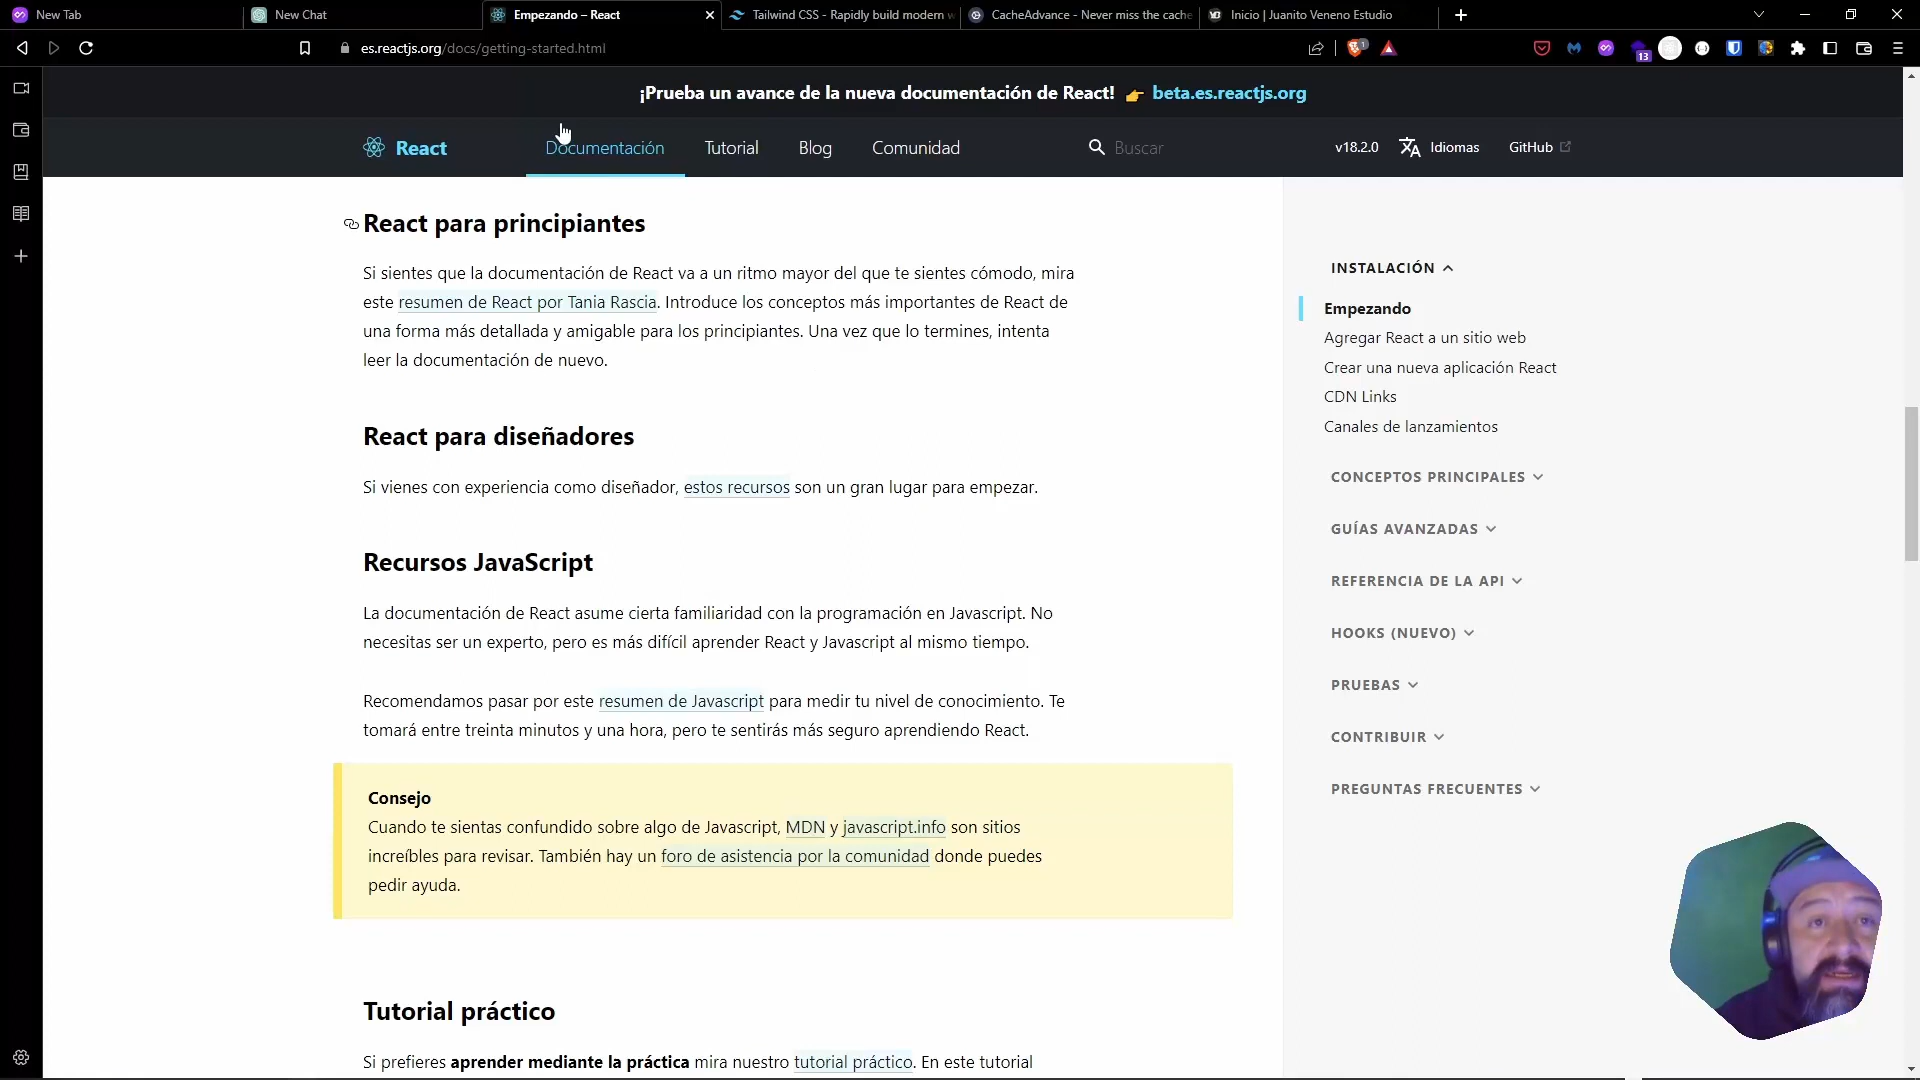 New Tab
New Chat
Empezando – React
Tailwind CSS - Rapidly build modern w
CacheAdvance - Never miss the cache
Inicio | Juanito Veneno Estudio
es.reactjs.org/docs/getting-started.html
1
13
¡Prueba un avance de la nueva documentación de React! 👉 beta.es.reactjs.org
React
Documentación
Tutorial
Blog
Comunidad
Buscar
v18.2.0
Idiomas
GitHub
React para principiantes
Si sientes que la documentación de React va a un ritmo mayor del que te sientes cómodo, mira
este resumen de React por Tania Rascia. Introduce los conceptos más importantes de React de
una forma más detallada y amigable para los principiantes. Una vez que lo termines, intenta
leer la documentación de nuevo.
React para diseñadores
Si vienes con experiencia como diseñador, estos recursos son un gran lugar para empezar.
Recursos JavaScript
La documentación de React asume cierta familiaridad con la programación en Javascript. No
necesitas ser un experto, pero es más difícil aprender React y Javascript al mismo tiempo.
Recomendamos pasar por este resumen de Javascript para medir tu nivel de conocimiento. Te
tomará entre treinta minutos y una hora, pero te sentirás más seguro aprendiendo React.
Consejo
Cuando te sientas confundido sobre algo de Javascript, MDN y javascript.info son sitios
increíbles para revisar. También hay un foro de asistencia por la comunidad donde puedes
pedir ayuda.
Tutorial práctico
Si prefieres aprender mediante la práctica mira nuestro tutorial práctico. En este tutorial
INSTALACIÓN
Empezando
Agregar React a un sitio web
Crear una nueva aplicación React
CDN Links
Canales de lanzamientos
CONCEPTOS PRINCIPALES
GUÍAS AVANZADAS
REFERENCIA DE LA API
HOOKS (NUEVO)
PRUEBAS
CONTRIBUIR
PREGUNTAS FRECUENTES